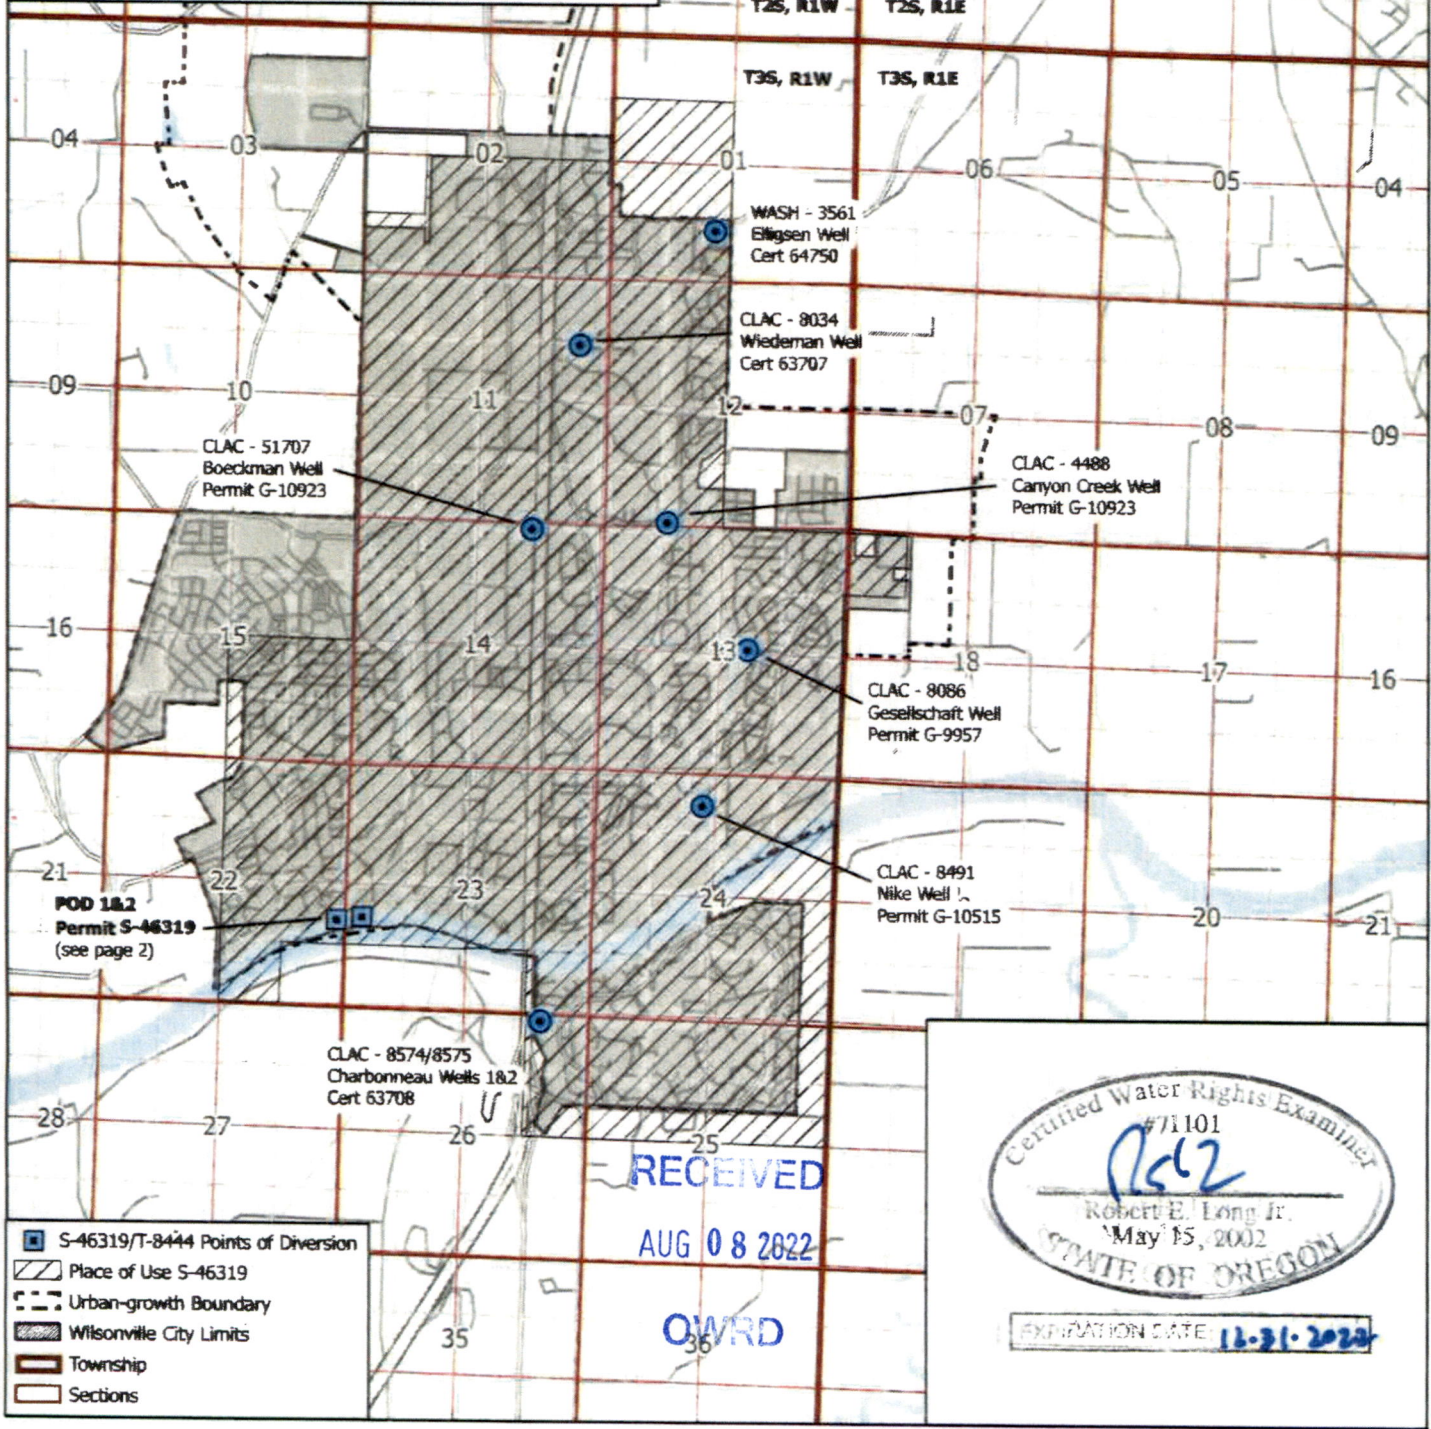 T2S, R1W
T2S, R1E
T3S, R1W
T3S, R1E
04
03
02
01
06
05
04
WASH - 3561
Elligsen Well
Cert 64750
CLAC - 8034
Wiedeman Well
Cert 63707
09
10
11
12
07
08
09
CLAC - 51707
Boeckman Well
Permit G-10923
CLAC - 4488
Canyon Creek Well
Permit G-10923
16
15
14
13
18
17
16
CLAC - 8086
Gesellschaft Well
Permit G-9957
21
22
23
24
20
21
CLAC - 8491
Nike Well
Permit G-10515
POD 1&2
Permit S-46319
(see page 2)
CLAC - 8574/8575
Charbonneau Wells 1&2
Cert 63708
28
27
26
25
RECEIVED
AUG 08 2022
OWRD
35
36
Certified Water Rights Examiner
#71101
Robert E. Long Jr.
May 15, 2002
STATE OF OREGON
EXPIRATION DATE:
S-46319/T-8444 Points of Diversion
Place of Use S-46319
Urban-growth Boundary
Wilsonville City Limits
Township
Sections